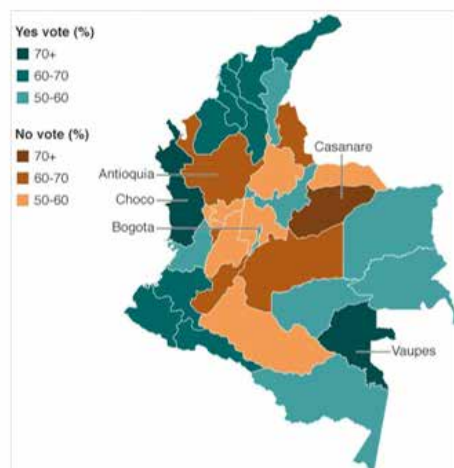 Yes vote (%)
70+
60-70
50-60
No vote (%)
70+
60-70
50-60
Casanare
Antioquia
Choco
Bogota
Vaupes